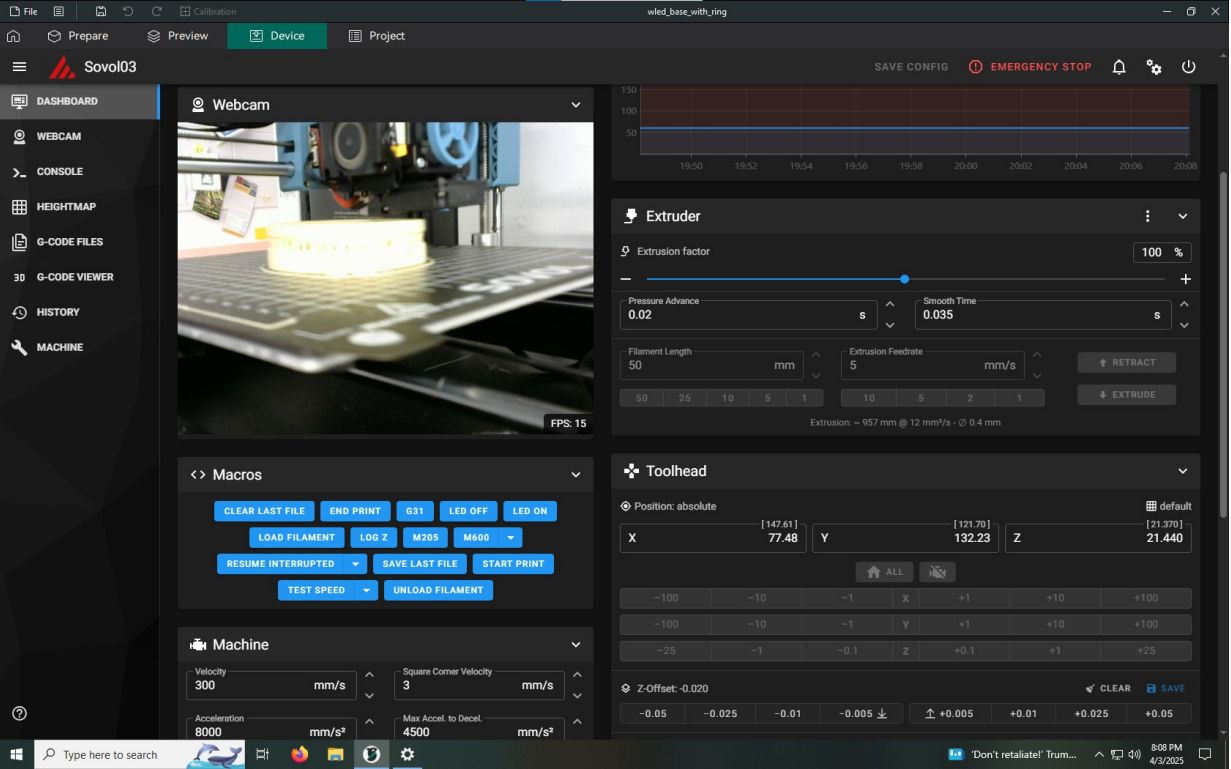 File
Calibration
wled_base_with_ring
Prepare
Preview
Device
Project
Sovol03
SAVE CONFIG
EMERGENCY STOP
DASHBOARD
WEBCAM
CONSOLE
HEIGHTMAP
G-CODE FILES
3D G-CODE VIEWER
HISTORY
MACHINE
Webcam
SOVO
FPS: 15
Macros
CLEAR LAST FILE END PRINT G31 LED OFF LED ON
LOAD FILAMENT LOG Z M205 M600
RESUME INTERRUPTED SAVE LAST FILE START PRINT
TEST SPEED UNLOAD FILAMENT
Machine
Velocity
300 mm/s
Square Corner Velocity
3 mm/s
Acceleration
8000 mm/s²
Max Accel. to Decel.
4500 mm/s²
150
100
50
19:50 19:52 19:54 19:56 19:58 20:00 20:02 20:04 20:06 20:08
Extruder
Extrusion factor
100 %
Pressure Advance
0.02 s
Smooth Time
0.035 s
Filament Length
50 mm
Extrusion Feedrate
5 mm/s
RETRACT
50 25 10 5 1
10 5 2 1
EXTRUDE
Extrusion: ~ 957 mm @ 12 mm³/s - ∅ 0.4 mm
Toolhead
Position: absolute
default
[147.61]
X 77.48
[121.70]
Y 132.23
[21.370]
Z 21.440
ALL
−100 −10 −1 X +1 +10 +100
−100 −10 −1 Y +1 +10 +100
−25 −1 −0.1 Z +0.1 +1 +25
Z-Offset: -0.020
CLEAR SAVE
−0.05 −0.025 −0.01 −0.005 +0.005 +0.01 +0.025 +0.05
Type here to search
'Don't retaliate!' Trum...
8:08 PM
4/3/2025